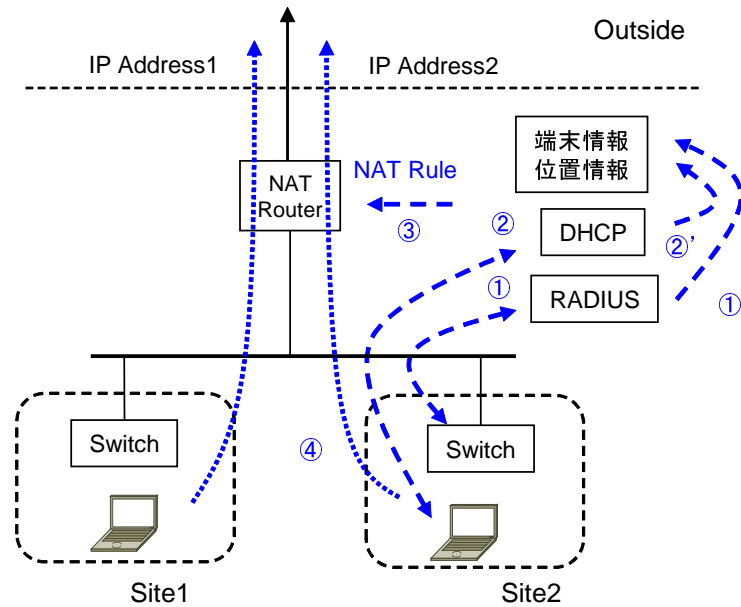 Outside
IP Address1
IP Address2
端末情報
位置情報
NAT
Router
NAT Rule
③
②
DHCP
②’
①
RADIUS
①
Switch
④
Switch
Site1
Site2